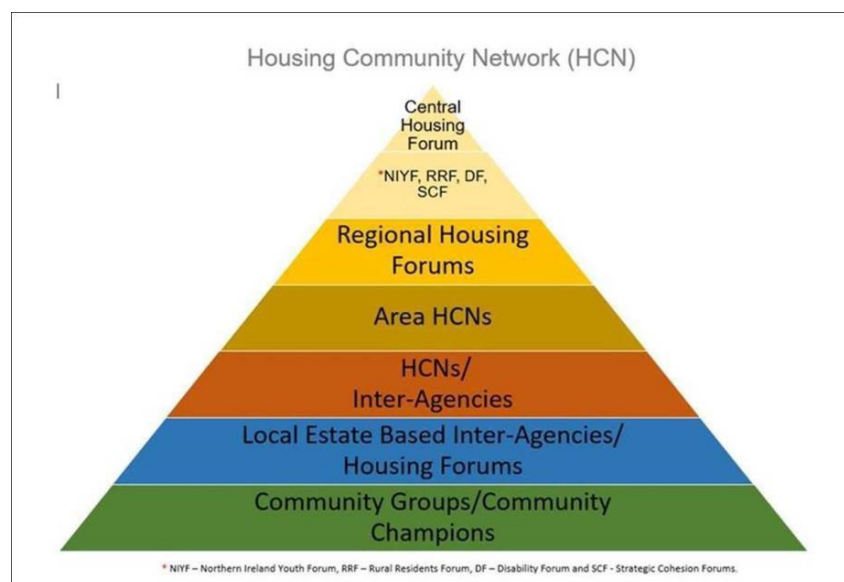 Housing Community Network (HCN)
|
Central
Housing
Forum
*NIYF, RRF, DF,
SCF
Regional Housing
Forums
Area HCNs
HCNs/
Inter-Agencies
Local Estate Based Inter-Agencies/
Housing Forums
Community Groups/Community
Champions
* NIYF – Northern Ireland Youth Forum, RRF – Rural Residents Forum, DF – Disability Forum and SCF - Strategic Cohesion Forums.